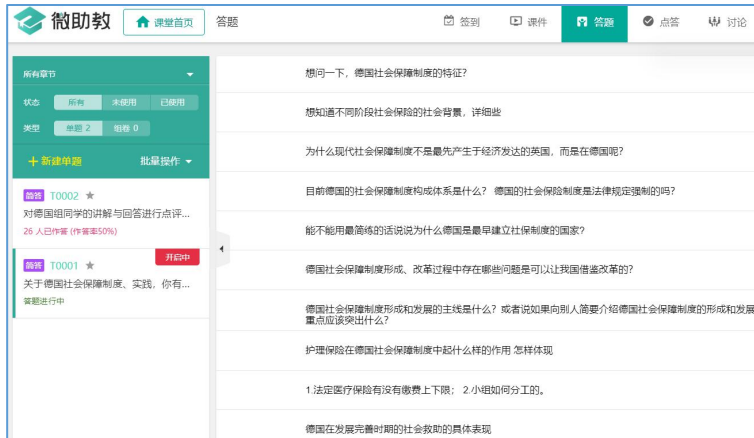 微助教
课堂首页
答题
签到
课件
答题
点答
讨论
所有章节
状态 所有 未使用 已使用
类型 单题 2 组卷 0
+ 新建单题 批量操作
简答 T0002
对德国组同学的讲解与回答进行点评...
26 人已作答 (作答率50%)
开启中
简答 T0001
关于德国社会保障制度、实践，你有...
答题进行中
想问一下，德国社会保障制度的特征？
想知道不同阶段社会保险的社会背景，详细些
为什么现代社会保障制度不是最先产生于经济发达的英国，而是在德国呢？
目前德国的社会保障制度构成体系是什么？ 德国的社会保险制度是法律规定强制的吗？
能不能用最简练的话说说为什么德国是最早建立社保制度的国家？
德国社会保障制度形成、改革过程中存在哪些问题是可以让我国借鉴改革的？
德国社会保障制度形成和发展的主线是什么？或者说如果向别人简要介绍德国社会保障制度的形成和发展
重点应该突出什么？
护理保险在德国社会保障制度中起什么样的作用 怎样体现
1.法定医疗保险有没有缴费上下限； 2.小组如何分工的。
德国在发展完善时期的社会救助的具体表现